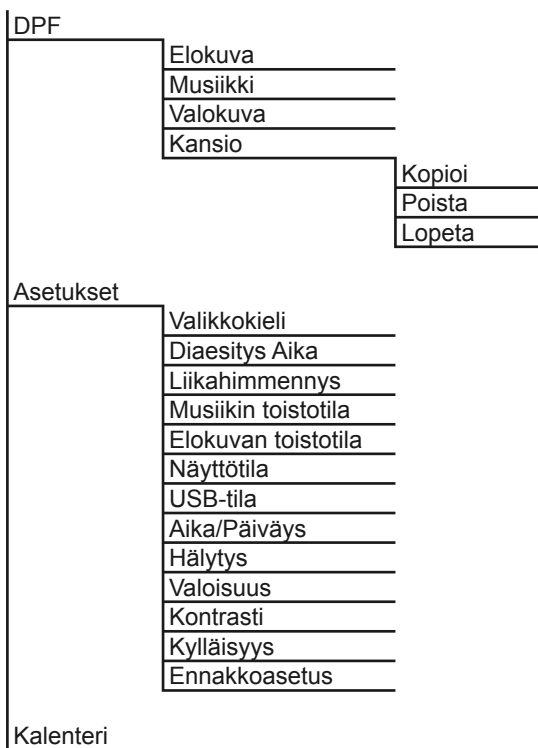 DPF
Elokuva
Musiikki
Valokuva
Kansio
Kopioi
Poista
Lopeta
Asetukset
Valikkokieli
Diaesitys Aika
Liikahimmennys
Musiikin toistotila
Elokuvan toistotila
Näyttötila
USB-tila
Aika/Päiväys
Hälytys
Valoisuus
Kontrasti
Kylläisyys
Ennakkoasetus
Kalenteri